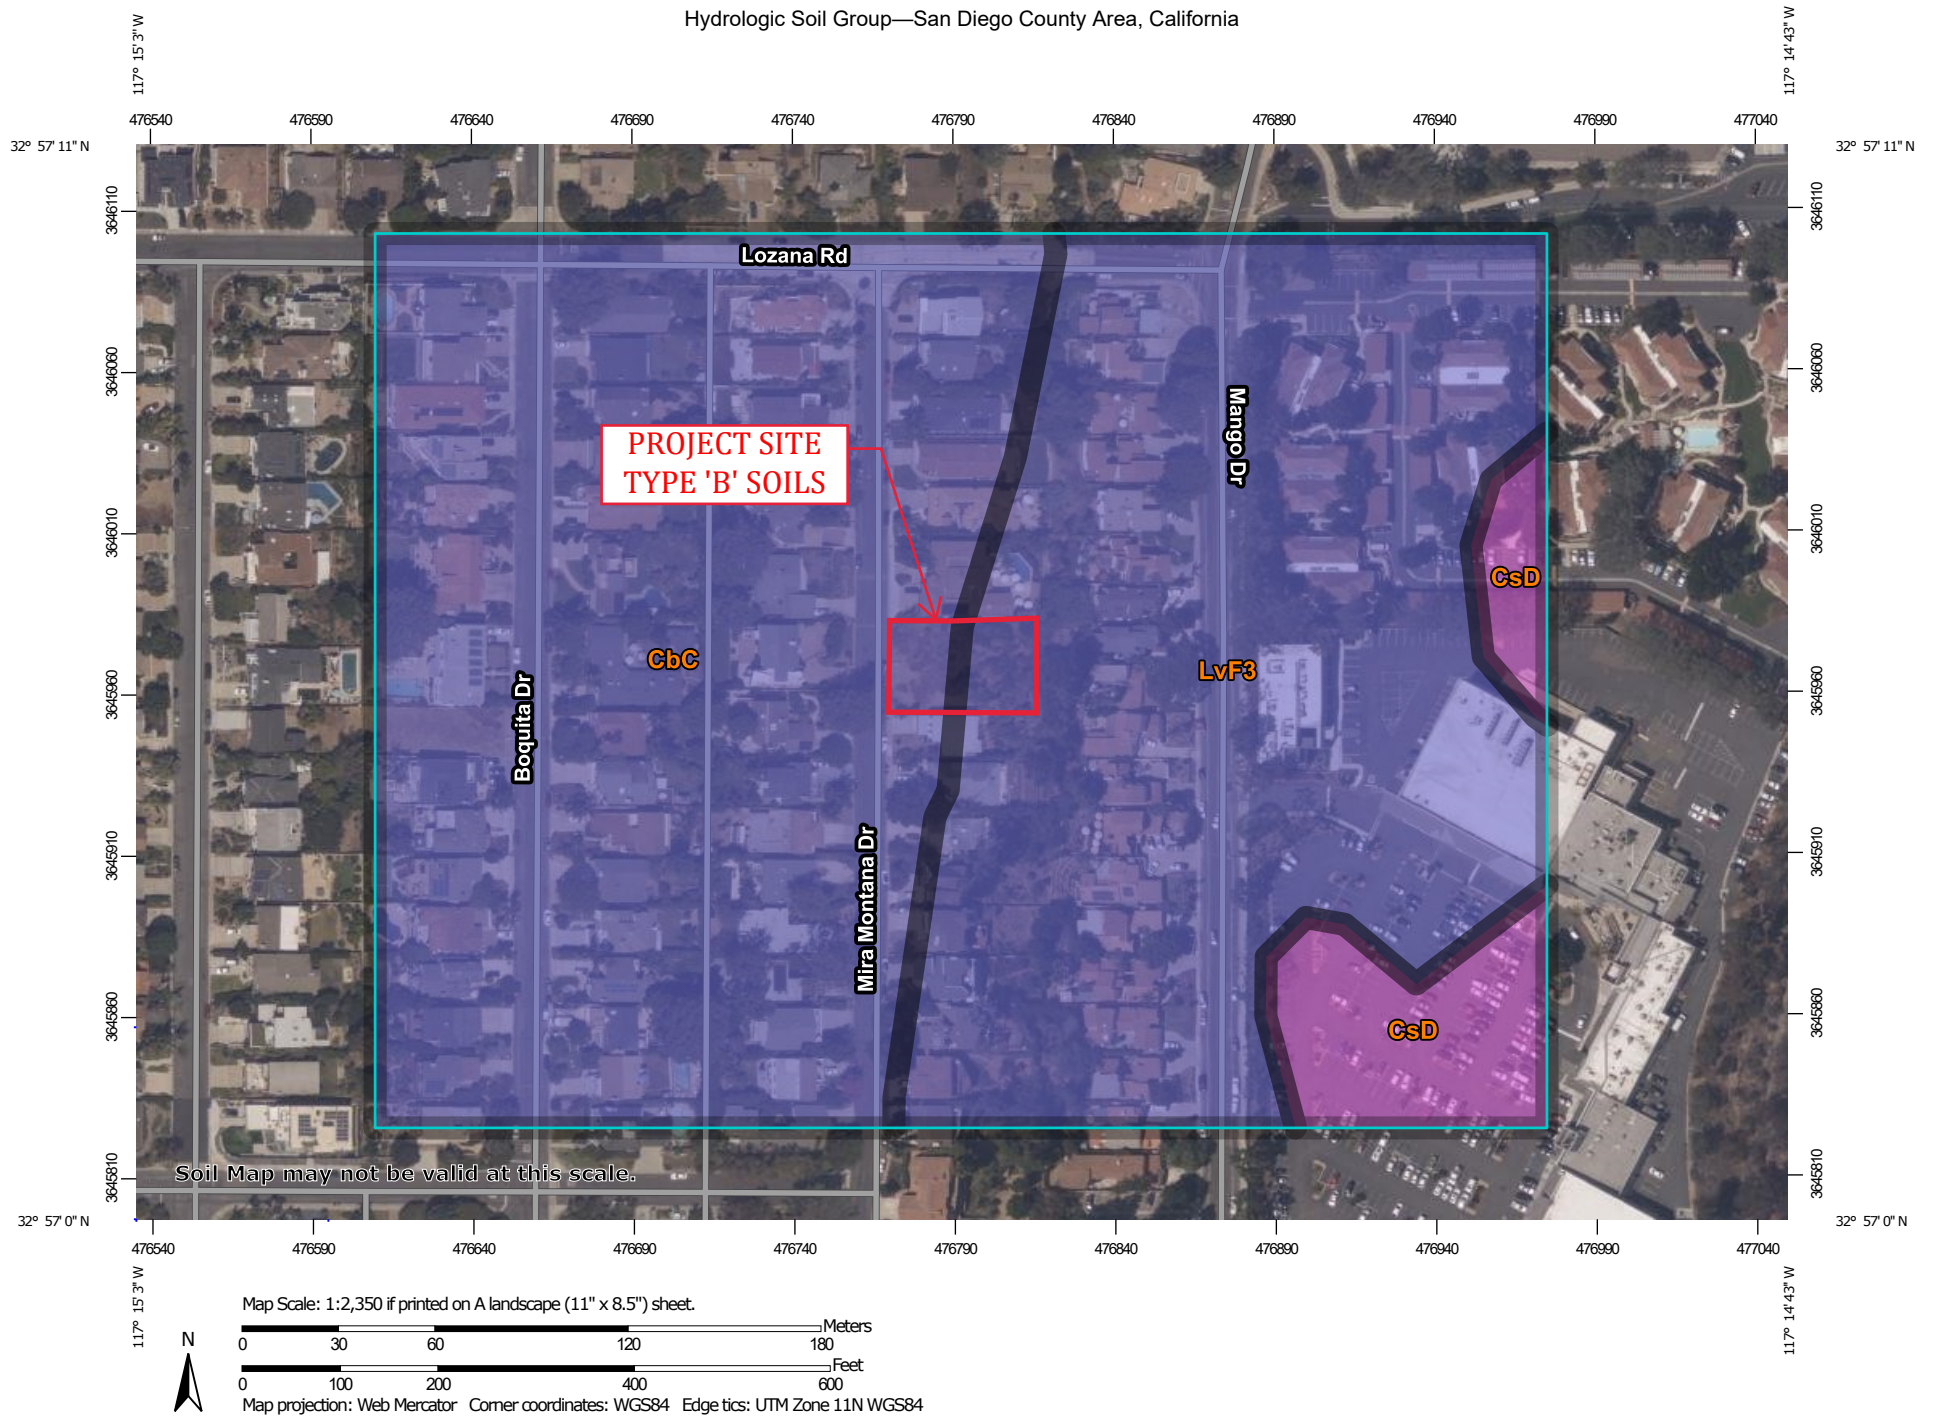 Hydrologic Soil Group—San Diego County Area, California
117° 15' 3" W
117° 14' 43" W
476540 476590 476640 476690 476740 476790 476840 476890 476940 476990 477040
32° 57' 11" N
32° 57' 11" N
3646110
3646110
Lozana Rd
3646060
3646060
Mango Dr
PROJECT SITE
TYPE 'B' SOILS
3646010
3646010
CsD
CbC
LvF3
3645960
3645960
Boquita Dr
Mira Montana Dr
3645910
3645910
3645860
3645860
CsD
3645810
3645810
Soil Map may not be valid at this scale.
32° 57' 0" N
32° 57' 0" N
476540 476590 476640 476690 476740 476790 476840 476890 476940 476990 477040
117° 15' 3" W
117° 14' 43" W
Map Scale: 1:2,350 if printed on A landscape (11" x 8.5") sheet.
Meters
0 30 60 120 180
N
Feet
0 100 200 400 600
Map projection: Web Mercator Corner coordinates: WGS84 Edge tics: UTM Zone 11N WGS84